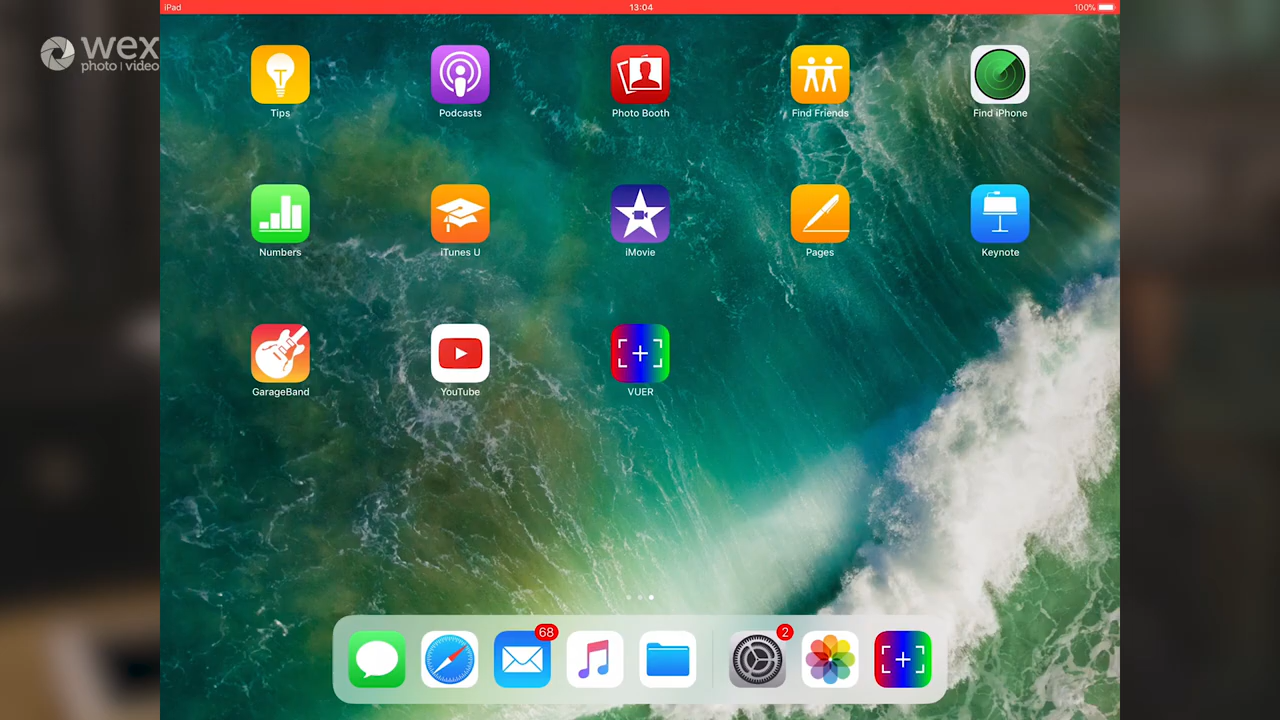 iPad 13:04 100%
wex
photo | video
Tips Podcasts Photo Booth Find Friends Find iPhone
Numbers iTunes U iMovie Pages Keynote
GarageBand YouTube VUER
68 2